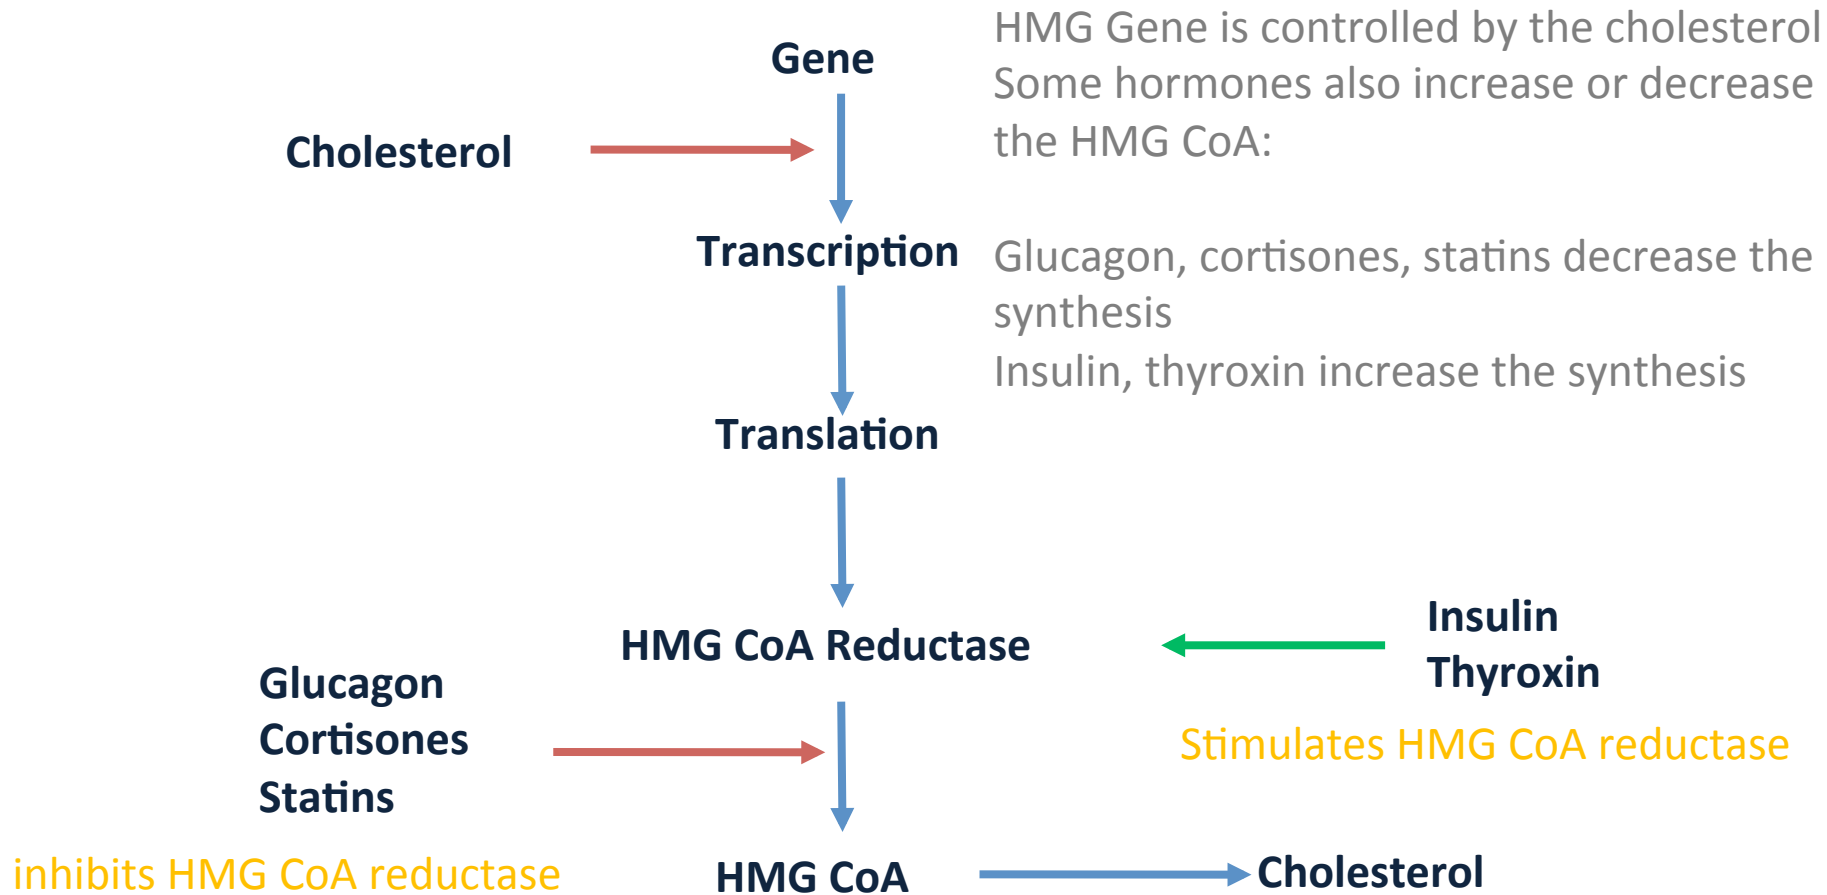 HMG Gene is controlled by the cholesterol
Some hormones also increase or decrease
the HMG CoA:
Gene
Cholesterol
Transcription
Glucagon, cortisones, statins decrease the
synthesis
Insulin, thyroxin increase the synthesis
Translation
HMG CoA Reductase
Insulin
Thyroxin
Stimulates HMG CoA reductase
Glucagon
Cortisones
Statins
inhibits HMG CoA reductase
HMG CoA
Cholesterol